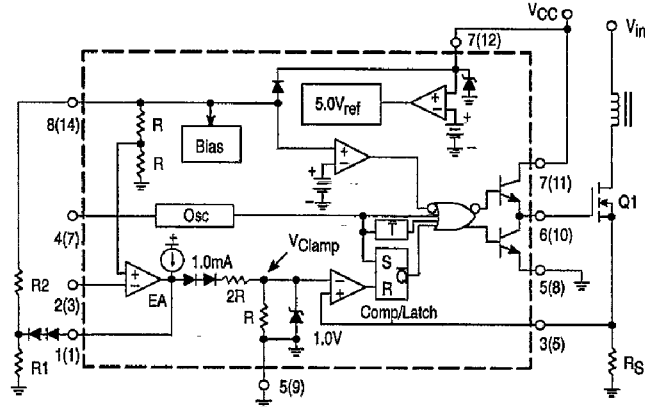 VCC
Vin
7(12)
8(14)
R
R
Bias
5.0Vref
+
−
+
−
+
−
+
−
7(11)
Q1
6(10)
Osc
4(7)
T
VClamp
1.0mA
S
R
Q
5(8)
R2
2(3)
+
−
EA
2R
R
−
+
Comp/Latch
1.0V
1(1)
3(5)
R1
5(9)
RS